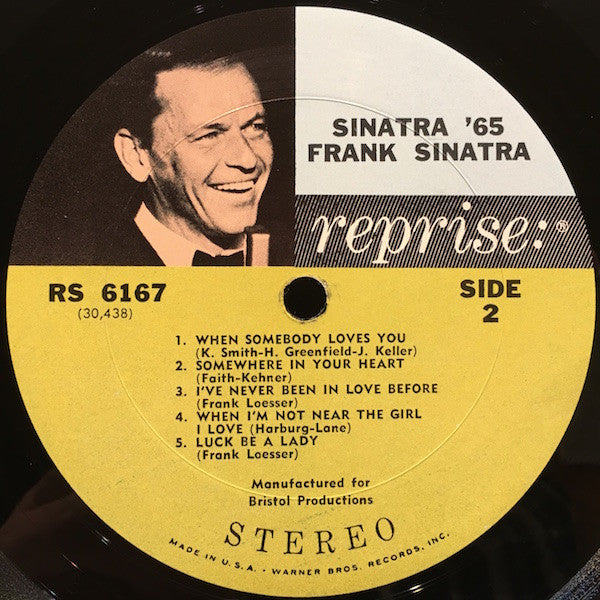 SINATRA '65
FRANK SINATRA
reprise:®
RS 6167
(30,438)
SIDE
2
1. WHEN SOMEBODY LOVES YOU
(K. Smith-H. Greenfield-J. Keller)
2. SOMEWHERE IN YOUR HEART
(Faith-Kehner)
3. I'VE NEVER BEEN IN LOVE BEFORE
(Frank Loesser)
4. WHEN I'M NOT NEAR THE GIRL
I LOVE (Harburg-Lane)
5. LUCK BE A LADY
(Frank Loesser)
Manufactured for
Bristol Productions
STEREO
MADE IN U.S.A. · WARNER BROS. RECORDS, INC.